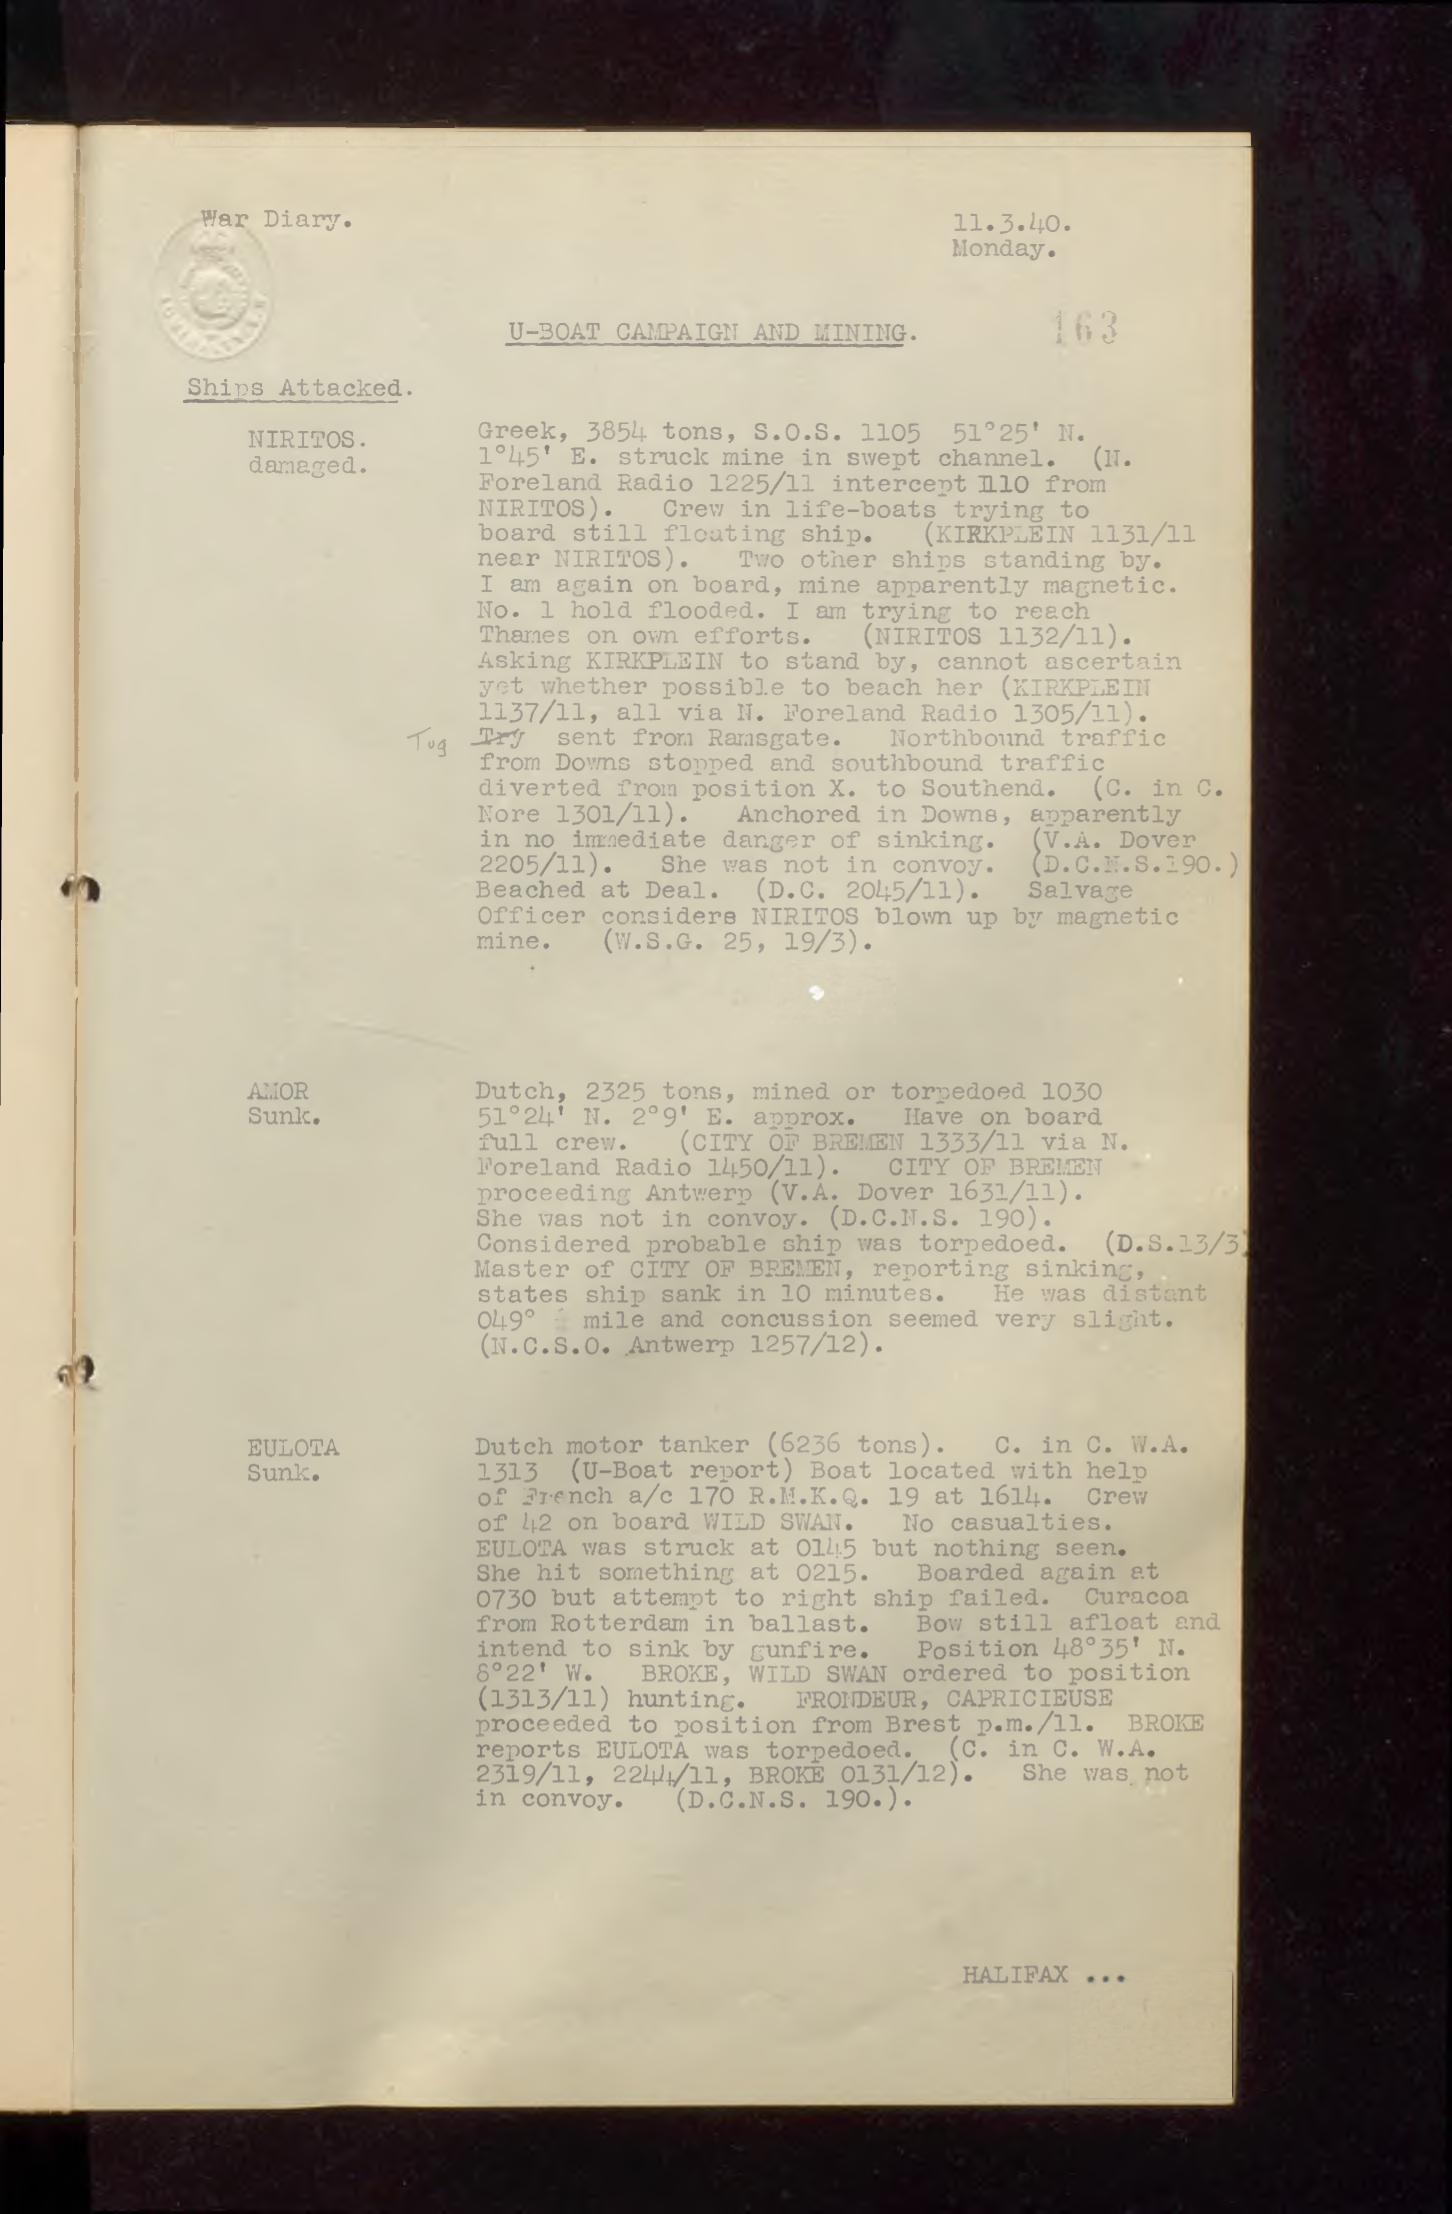 War Diary.
11.3.40.
Monday.
U-BOAT CAMPAIGN AND MINING.
163
Ships Attacked.
NIRITOS.
damaged.
Greek, 3854 tons, S.O.S. 1105 51°25' N.
1°45' E. struck mine in swept channel. (N.
Foreland Radio 1225/11 intercept 1110 from
NIRITOS). Crew in life-boats trying to
board still floating ship. (KIRKPLEIN 1131/11
near NIRITOS). Two other ships standing by.
I am again on board, mine apparently magnetic.
No. 1 hold flooded. I am trying to reach
Thames on own efforts. (NIRITOS 1132/11).
Asking KIRKPLEIN to stand by, cannot ascertain
yet whether possible to beach her (KIRKPLEIN
1137/11, all via N. Foreland Radio 1305/11).
Tug Try sent from Ramsgate. Northbound traffic
from Downs stopped and southbound traffic
diverted from position X. to Southend. (C. in C.
Nore 1301/11). Anchored in Downs, apparently
in no immediate danger of sinking. (V.A. Dover
2205/11). She was not in convoy. (D.C.N.S.190.)
Beached at Deal. (D.C. 2045/11). Salvage
Officer considers NIRITOS blown up by magnetic
mine. (W.S.G. 25, 19/3).
AMOR
Sunk.
Dutch, 2325 tons, mined or torpedoed 1030
51°24' N. 2°9' E. approx. Have on board
full crew. (CITY OF BREMEN 1333/11 via N.
Foreland Radio 1450/11). CITY OF BREMEN
proceeding Antwerp (V.A. Dover 1631/11).
She was not in convoy. (D.C.N.S. 190).
Considered probable ship was torpedoed. (D.S.13/3)
Master of CITY OF BREMEN, reporting sinking,
states ship sank in 10 minutes. He was distant
049° mile and concussion seemed very slight.
(N.C.S.O. Antwerp 1257/12).
EULOTA
Sunk.
Dutch motor tanker (6236 tons). C. in C. W.A.
1313 (U-Boat report) Boat located with help
of French a/c 170 R.M.K.Q. 19 at 1614. Crew
of 42 on board WILD SWAN. No casualties.
EULOTA was struck at 0145 but nothing seen.
She hit something at 0215. Boarded again at
0730 but attempt to right ship failed. Curacoa
from Rotterdam in ballast. Bow still afloat and
intend to sink by gunfire. Position 48°35' N.
8°22' W. BROKE, WILD SWAN ordered to position
(1313/11) hunting. FRONDEUR, CAPRICIEUSE
proceeded to position from Brest p.m./11. BROKE
reports EULOTA was torpedoed. (C. in C. W.A.
2319/11, 2244/11, BROKE 0131/12). She was not
in convoy. (D.C.N.S. 190.).
HALIFAX ...